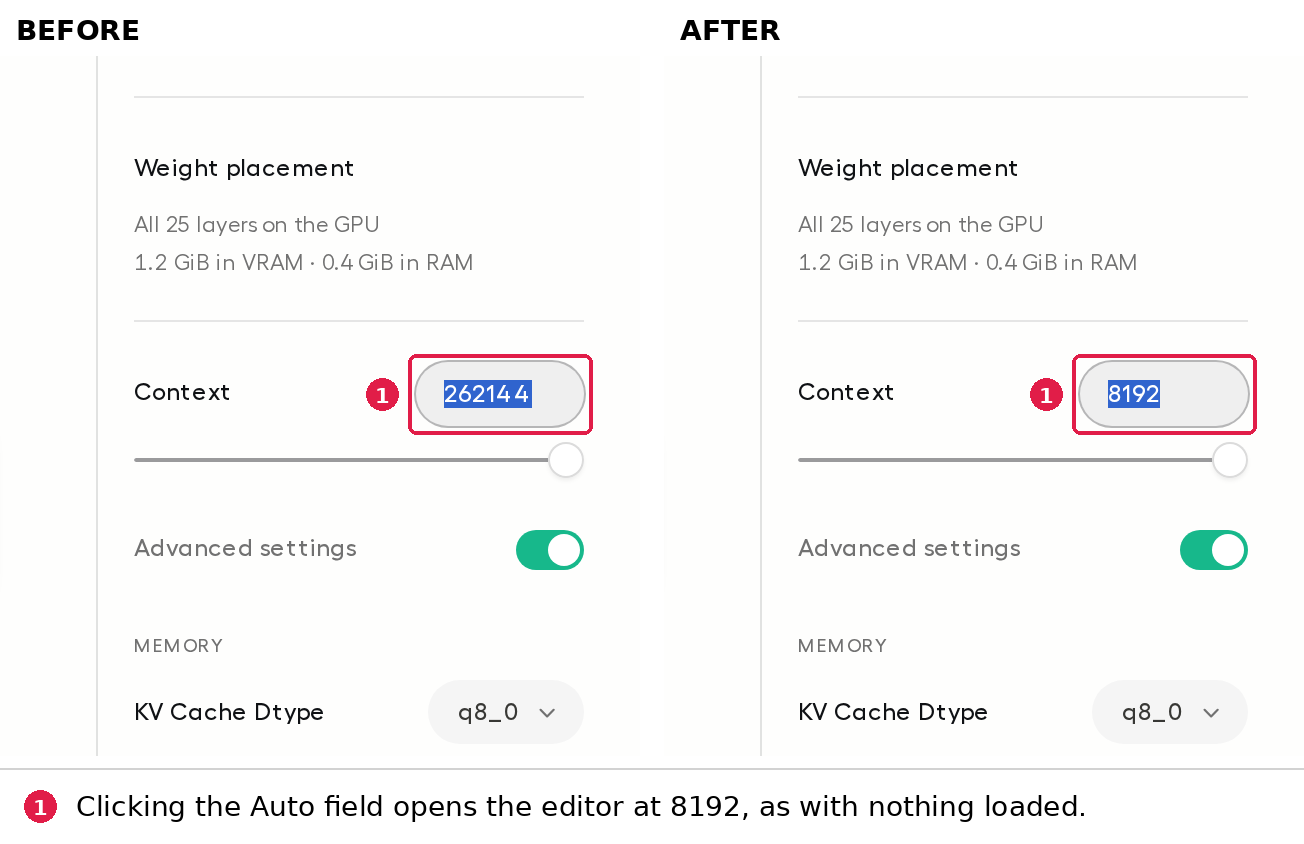 BEFORE
Weight placement
All 25 layers on the GPU
1.2 GiB in VRAM · 0.4 GiB in RAM
Context
1
262144
Advanced settings
MEMORY
KV Cache Dtype
q8_0
AFTER
Weight placement
All 25 layers on the GPU
1.2 GiB in VRAM · 0.4 GiB in RAM
Context
1
8192
Advanced settings
MEMORY
KV Cache Dtype
q8_0
1 Clicking the Auto field opens the editor at 8192, as with nothing loaded.